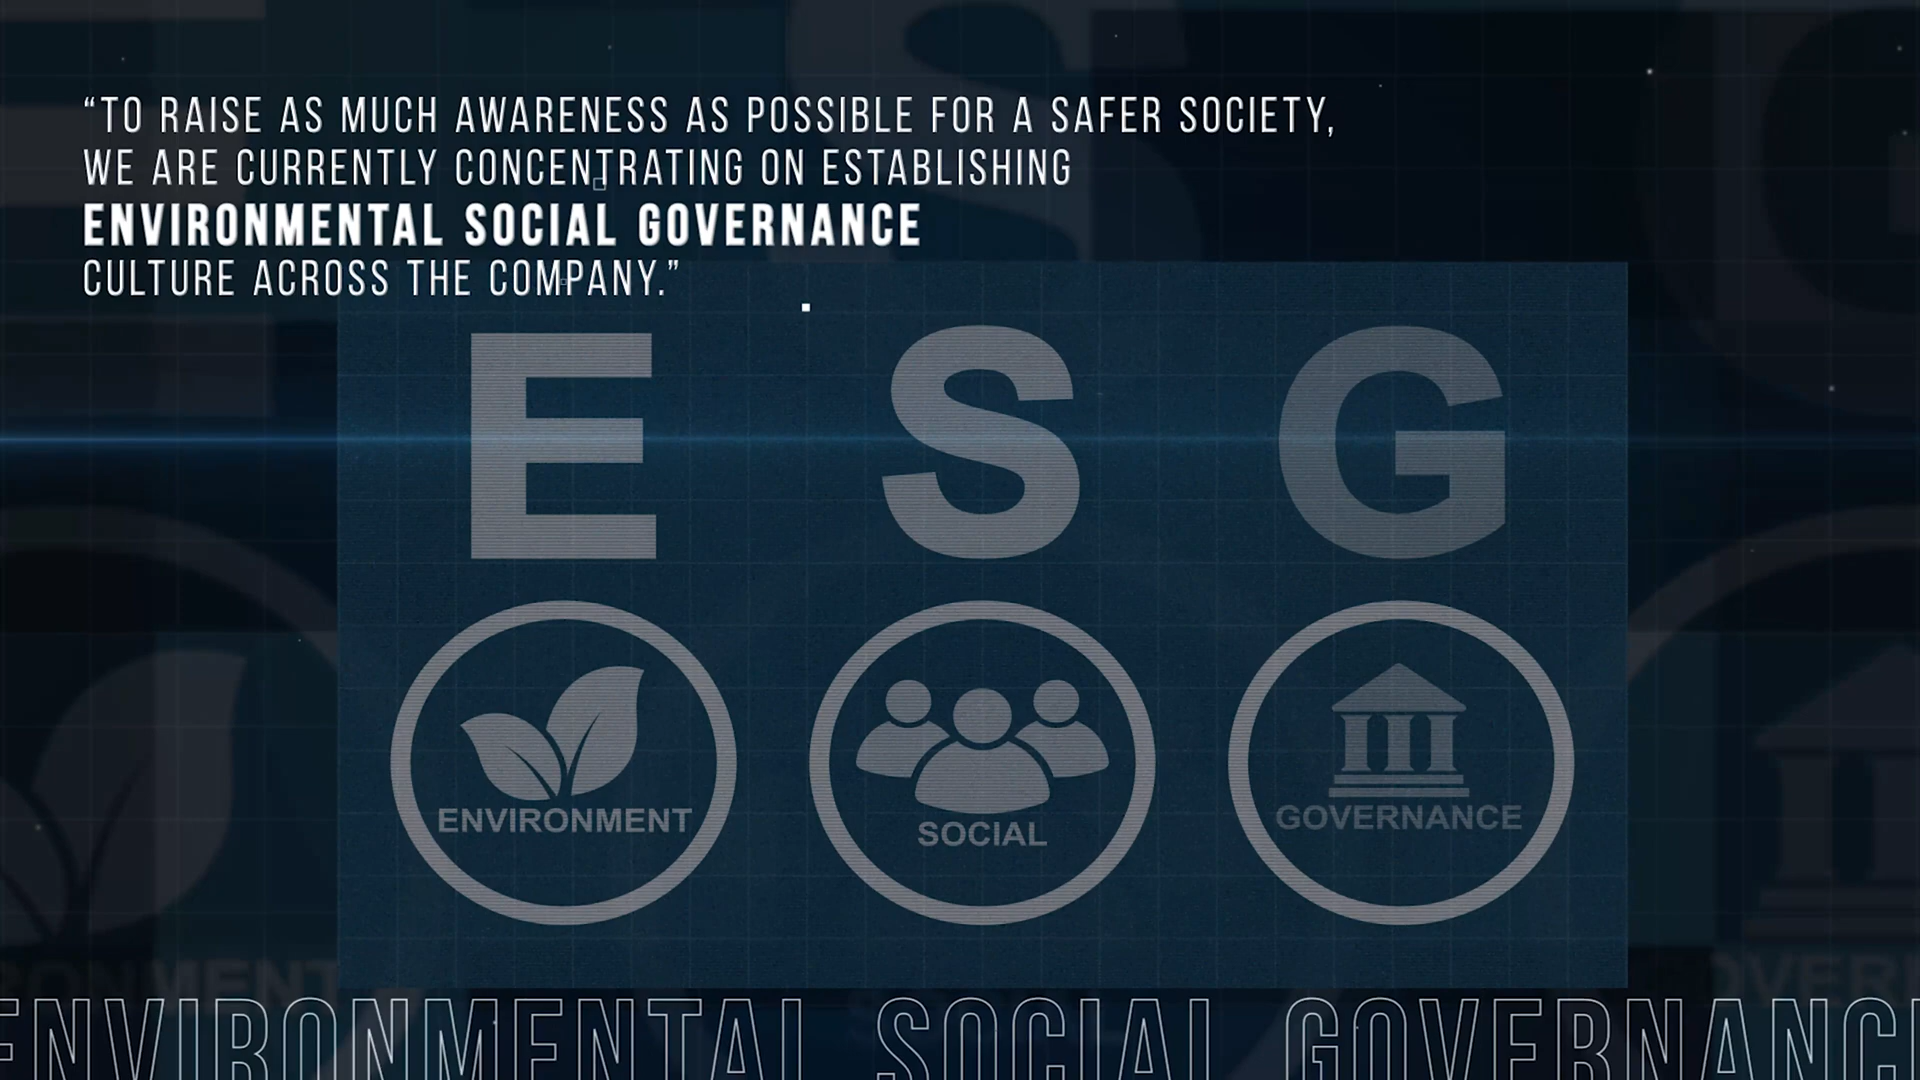 “TO RAISE AS MUCH AWARENESS AS POSSIBLE FOR A SAFER SOCIETY,
WE ARE CURRENTLY CONCENTRATING ON ESTABLISHING
ENVIRONMENTAL SOCIAL GOVERNANCE
CULTURE ACROSS THE COMPANY.”
E S G
ENVIRONMENT
SOCIAL
GOVERNANCE
ENVIRONMENTAL SOCIAL GOVERNANCE